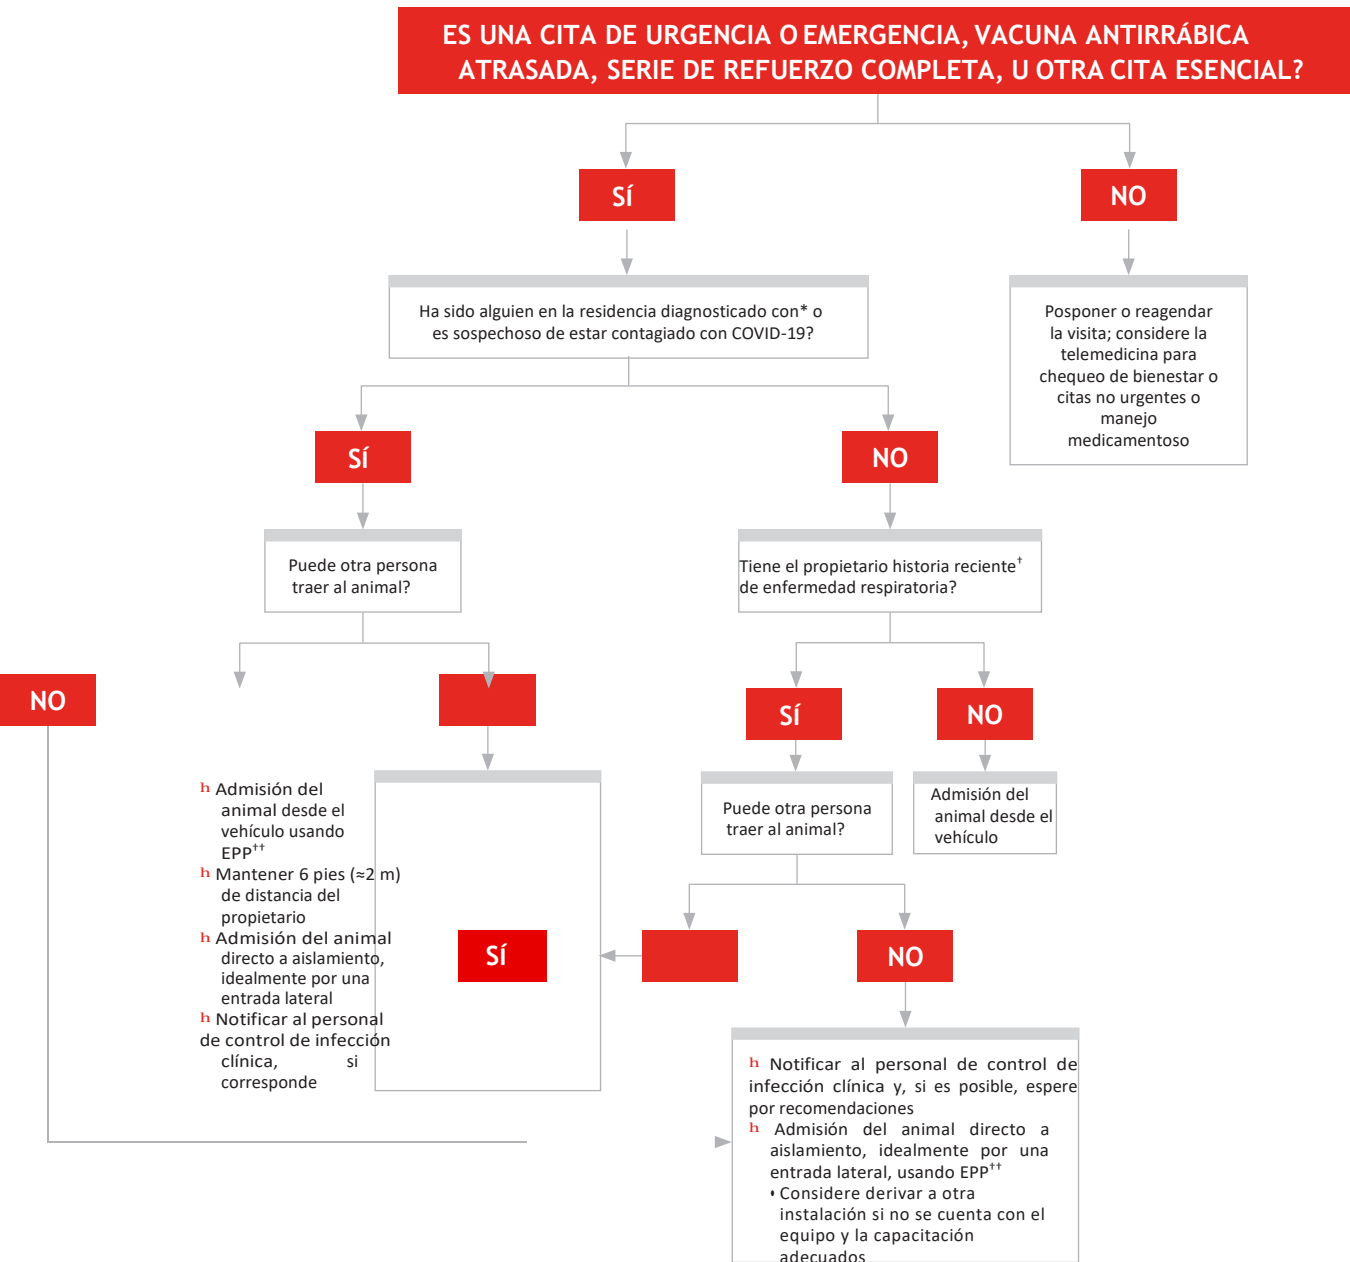 ES UNA CITA DE URGENCIA O EMERGENCIA, VACUNA ANTIRRÁBICA
ATRASADA, SERIE DE REFUERZO COMPLETA, U OTRA CITA ESENCIAL?
SÍ
NO
Ha sido alguien en la residencia diagnosticado con* o
es sospechoso de estar contagiado con COVID-19?
Posponer o reagendar
la visita; considere la
telemedicina para
chequeo de bienestar o
citas no urgentes o
manejo
medicamentoso
SÍ
NO
Puede otra persona
traer al animal?
Tiene el propietario historia reciente†
de enfermedad respiratoria?
NO
SÍ
NO
h Admisión del
animal desde el
vehículo usando
EPP††
h Mantener 6 pies (≈2 m)
de distancia del
propietario
h Admisión del animal
directo a aislamiento,
idealmente por una
entrada lateral
h Notificar al personal
de control de infección
clínica, si
corresponde
SÍ
Puede otra persona
traer al animal?
Admisión del
animal desde el
vehículo
NO
h Notificar al personal de control de
infección clínica y, si es posible, espere
por recomendaciones
h Admisión del animal directo a
aislamiento, idealmente por una
entrada lateral, usando EPP††
• Considere derivar a otra
instalación si no se cuenta con el
equipo y la capacitación
adecuados